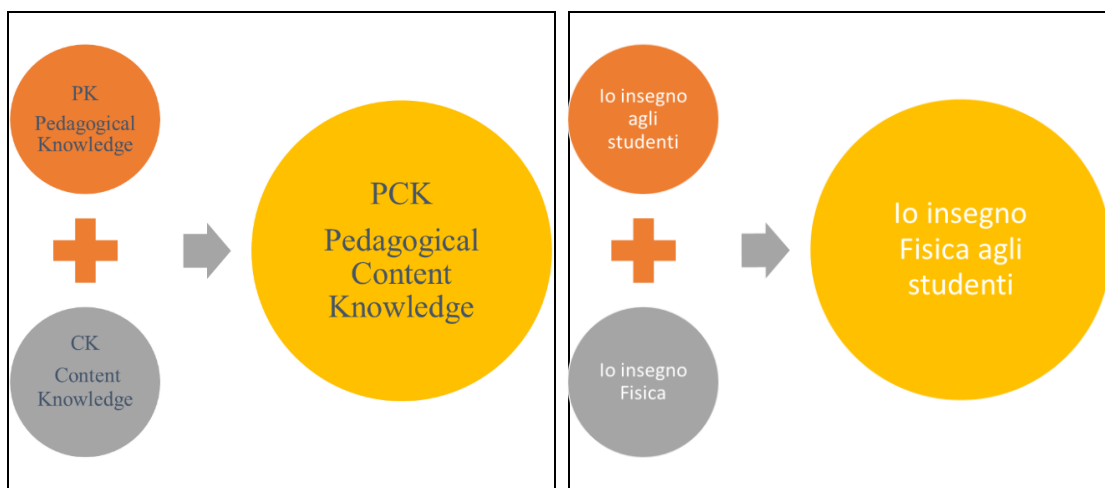 PK
Pedagogical
Knowledge
CK
Content
Knowledge
PCK
Pedagogical
Content
Knowledge
Io insegno
agli
studenti
Io insegno
Fisica
Io insegno
Fisica agli
studenti